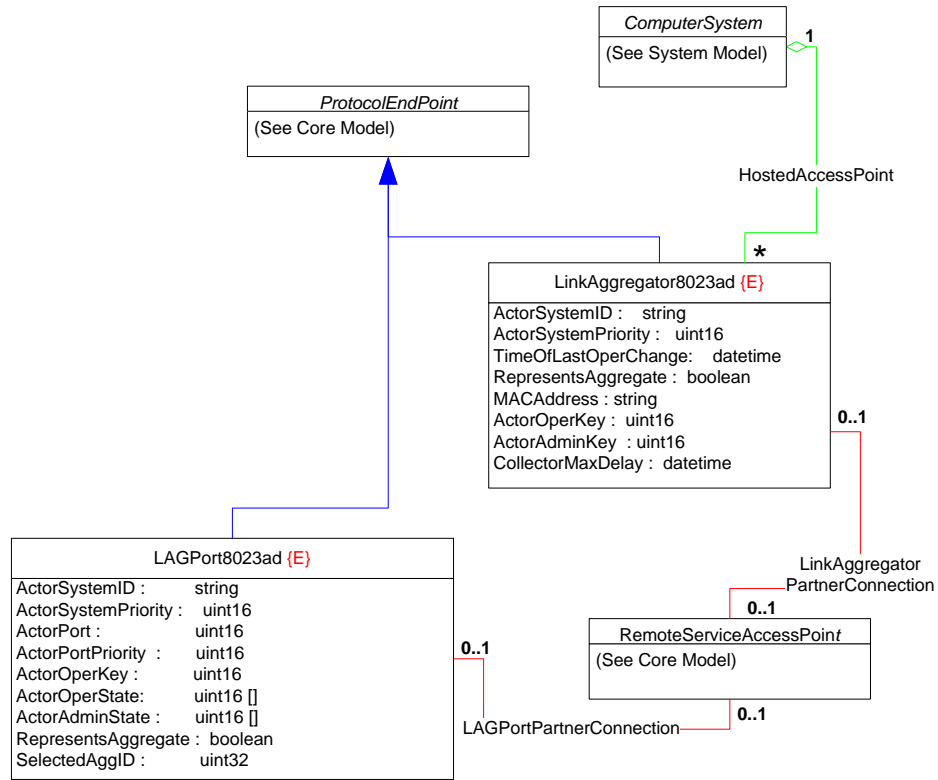 ComputerSystem
1
(See System Model)
ProtocolEndPoint
(See Core Model)
HostedAccessPoint
*
LinkAggregator8023ad {E}
ActorSystemID : string
ActorSystemPriority : uint16
TimeOfLastOperChange: datetime
RepresentsAggregate : boolean
MACAddress : string
ActorOperKey : uint16
ActorAdminKey : uint16
CollectorMaxDelay : datetime
0..1
LAGPort8023ad {E}
ActorSystemID : string
ActorSystemPriority : uint16
ActorPort : uint16
ActorPortPriority : uint16
ActorOperKey : uint16
ActorOperState: uint16 []
ActorAdminState : uint16 []
RepresentsAggregate : boolean
SelectedAggID : uint32
LinkAggregator
PartnerConnection
0..1
RemoteServiceAccessPoint
(See Core Model)
0..1
0..1
LAGPortPartnerConnection